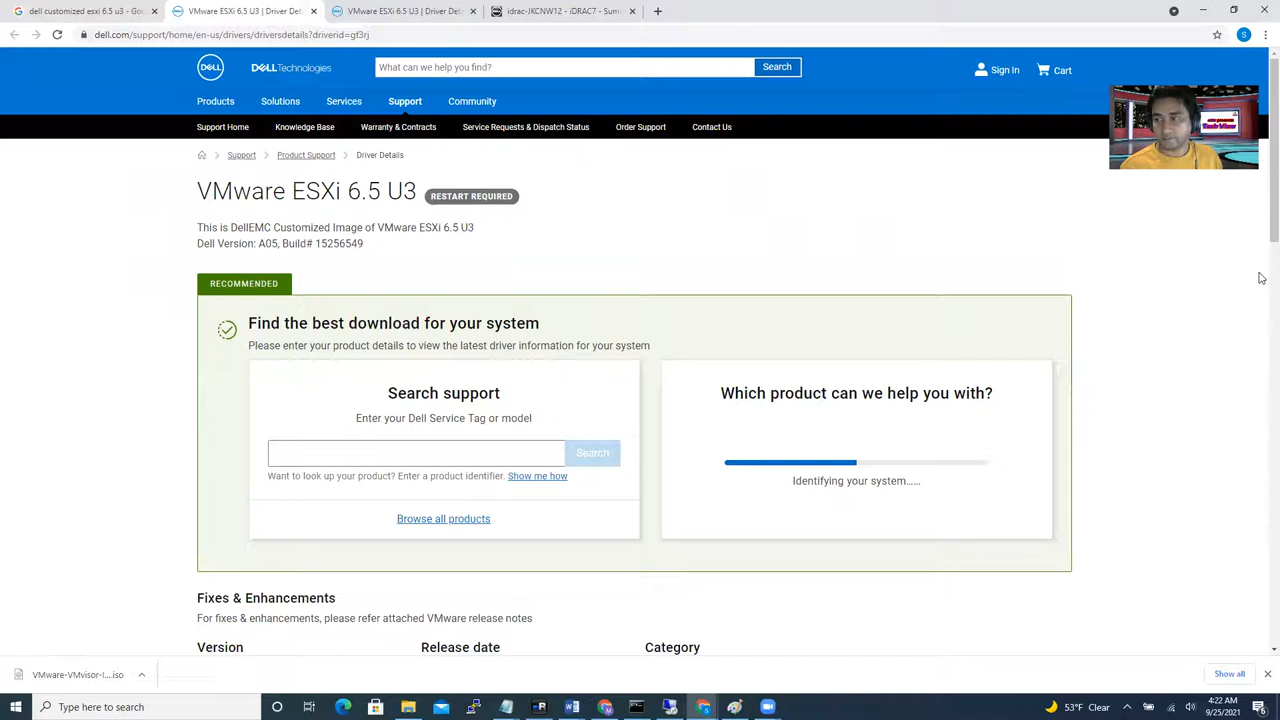 dell customized esxi 6.5 u3 - Go
VMware ESXi 6.5 U3 | Driver Det
VMware ESXi 6.5 U3 | Driver Det
idrac-JKCNW12 - iDRAC7 - Sum
dell.com/support/home/en-us/drivers/driversdetails?driverid=gf3rj
S
DELL
DELLTechnologies
What can we help you find?
Search
Sign In
Cart
Products
Solutions
Services
Support
Community
Support Home
Knowledge Base
Warranty & Contracts
Service Requests & Dispatch Status
Order Support
Contact Us
Tech View
Support
Product Support
Driver Details
VMware ESXi 6.5 U3
RESTART REQUIRED
This is DellEMC Customized Image of VMware ESXi 6.5 U3
Dell Version: A05, Build# 15256549
RECOMMENDED
Find the best download for your system
Please enter your product details to view the latest driver information for your system
Search support
Enter your Dell Service Tag or model
Search
Want to look up your product? Enter a product identifier. Show me how
Browse all products
Which product can we help you with?
Identifying your system......
Fixes & Enhancements
For fixes & enhancements, please refer attached VMware release notes
Version
Release date
Category
VMware-VMvisor-I....iso
Show all
Type here to search
53°F Clear
4:22 AM
9/25/2021
6